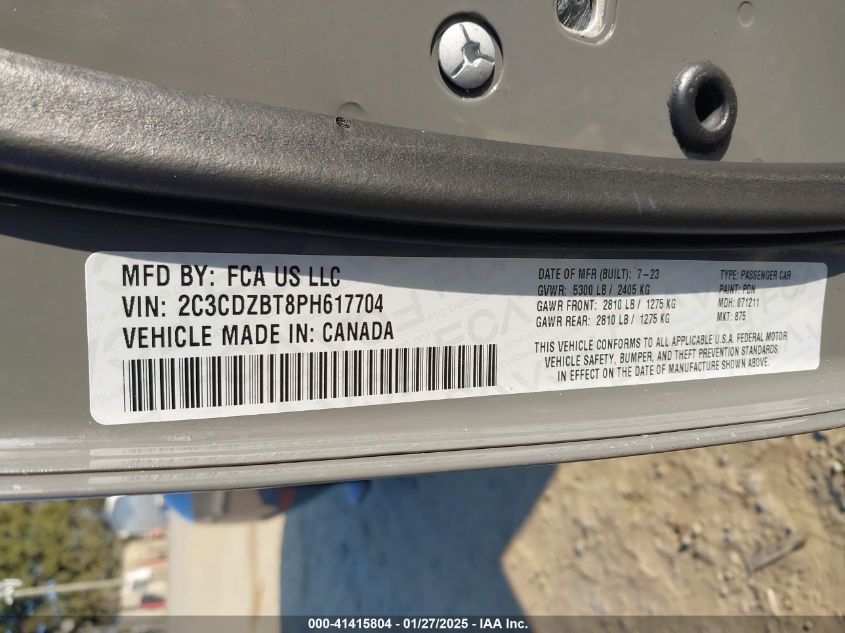 MFD BY: FCA US LLC
VIN: 2C3CDZBT8PH617704
VEHICLE MADE IN: CANADA
DATE OF MFR (BUILT): 7-23
GVWR: 5300 LB / 2405 KG
GAWR FRONT: 2810 LB / 1275 KG
GAWR REAR: 2810 LB / 1275 KG
TYPE: PASSENGER CAR
PAINT: PDN
MDH: 071211
MKT: 875
THIS VEHICLE CONFORMS TO ALL APPLICABLE U.S.A. FEDERAL MOTOR
VEHICLE SAFETY, BUMPER, AND THEFT PREVENTION STANDARDS
IN EFFECT ON THE DATE OF MANUFACTURE SHOWN ABOVE.
000-41415804 - 01/27/2025 - IAA Inc.